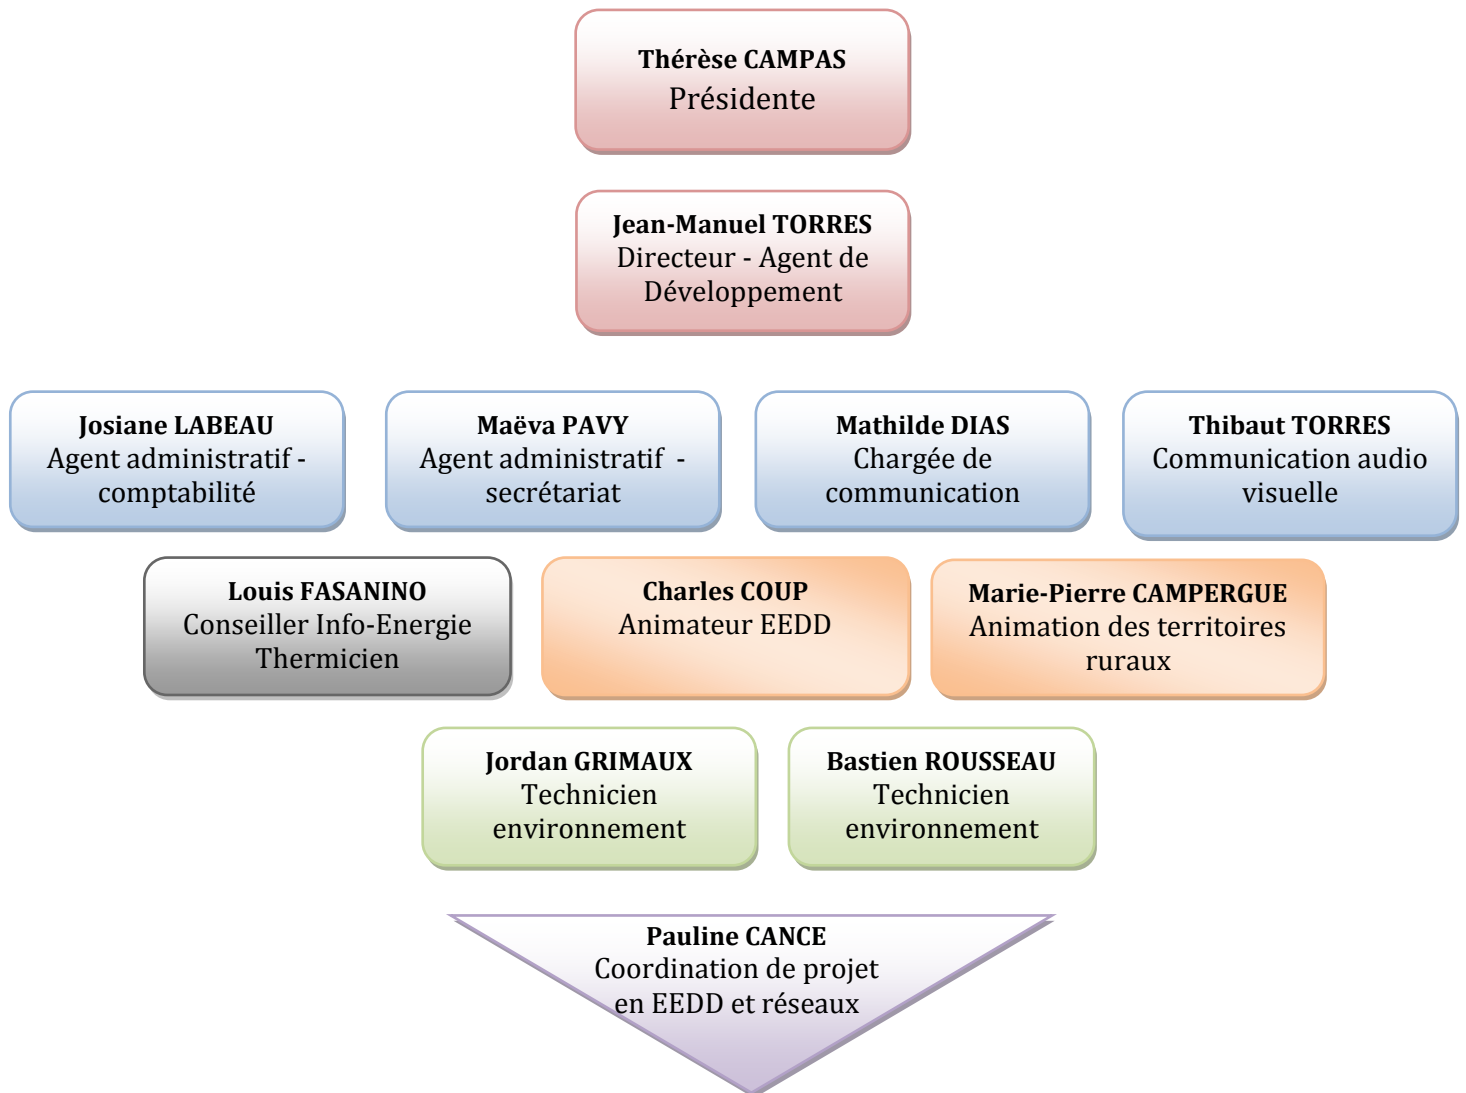 Thérèse CAMPAS
Présidente
Jean-Manuel TORRES
Directeur - Agent de
Développement
Josiane LABEAU
Agent administratif -
comptabilité
Maëva PAVY
Agent administratif -
secrétariat
Mathilde DIAS
Chargée de
communication
Thibaut TORRES
Communication audio
visuelle
Louis FASANINO
Conseiller Info-Energie
Thermicien
Charles COUP
Animateur EEDD
Marie-Pierre CAMPERGUE
Animation des territoires
ruraux
Jordan GRIMAUX
Technicien
environnement
Bastien ROUSSEAU
Technicien
environnement
Pauline CANCE
Coordination de projet
en EEDD et réseaux